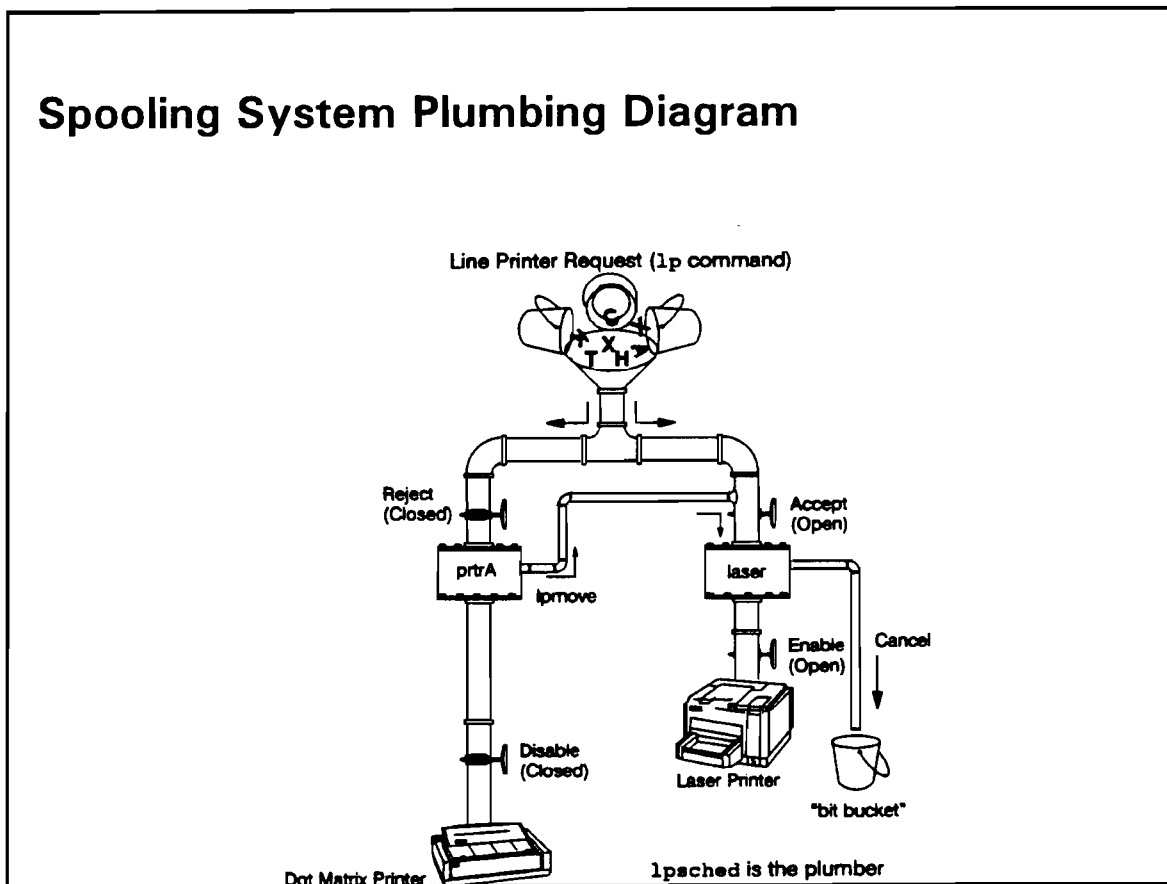 Spooling System Plumbing Diagram
Line Printer Request (lp command)
X
X
T
H
A
Reject
(Closed)
Accept
(Open)
prtrA
laser
lpmove
Enable
(Open)
Cancel
Disable
(Closed)
Laser Printer
"bit bucket"
Dot Matrix Printer
lpsched is the plumber